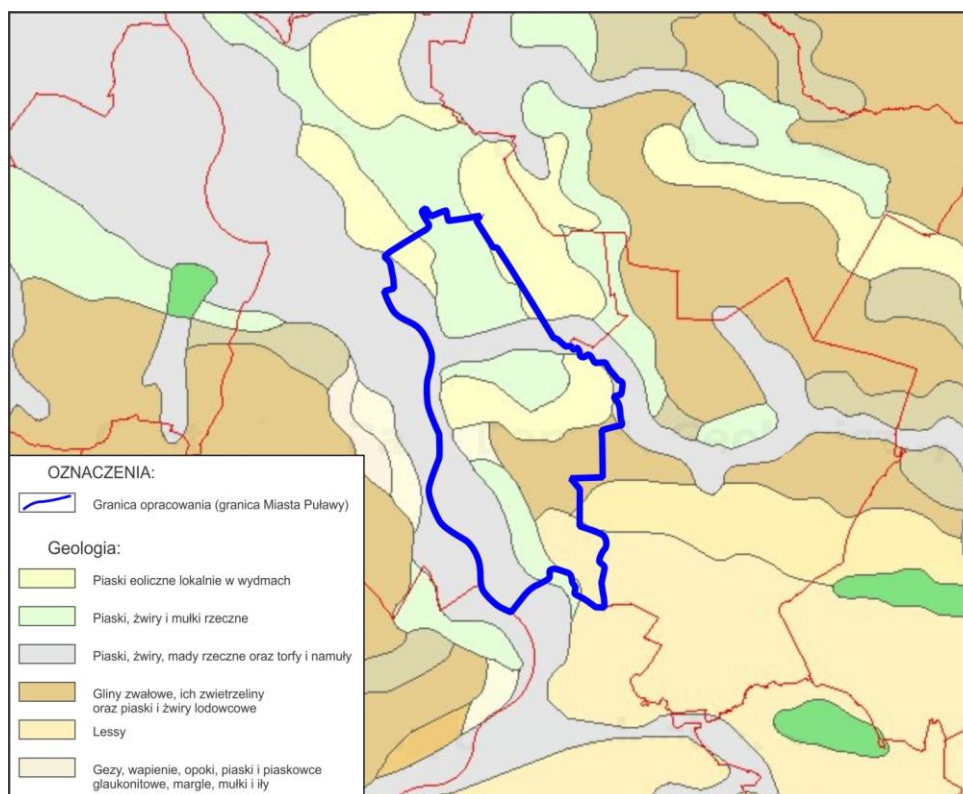 OZNACZENIA:
Granica opracowania (granica Miasta Puławy)
Geologia:
Piaski eoliczne lokalnie w wydmach
Piaski, żwiry i mułki rzeczne
Piaski, żwiry, mady rzeczne oraz torfy i namuły
Gliny zwałowe, ich zwietrzeliny
oraz piaski i żwiry lodowcowe
Lessy
Gezy, wapienie, opoki, piaski i piaskowce
glaukonitowe, margle, mułki i iły